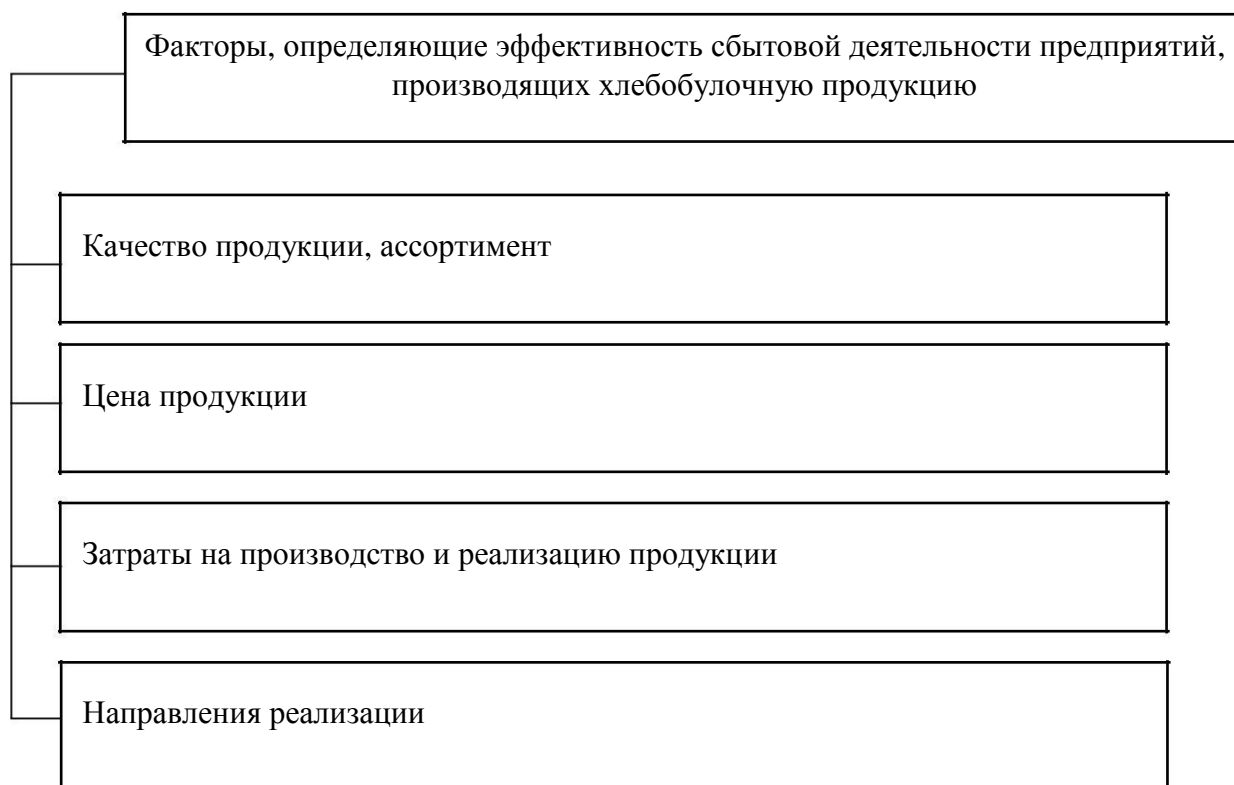 Факторы, определяющие эффективность сбытовой деятельности предприятий,
производящих хлебобулочную продукцию
Качество продукции, ассортимент
Цена продукции
Затраты на производство и реализацию продукции
Направления реализации